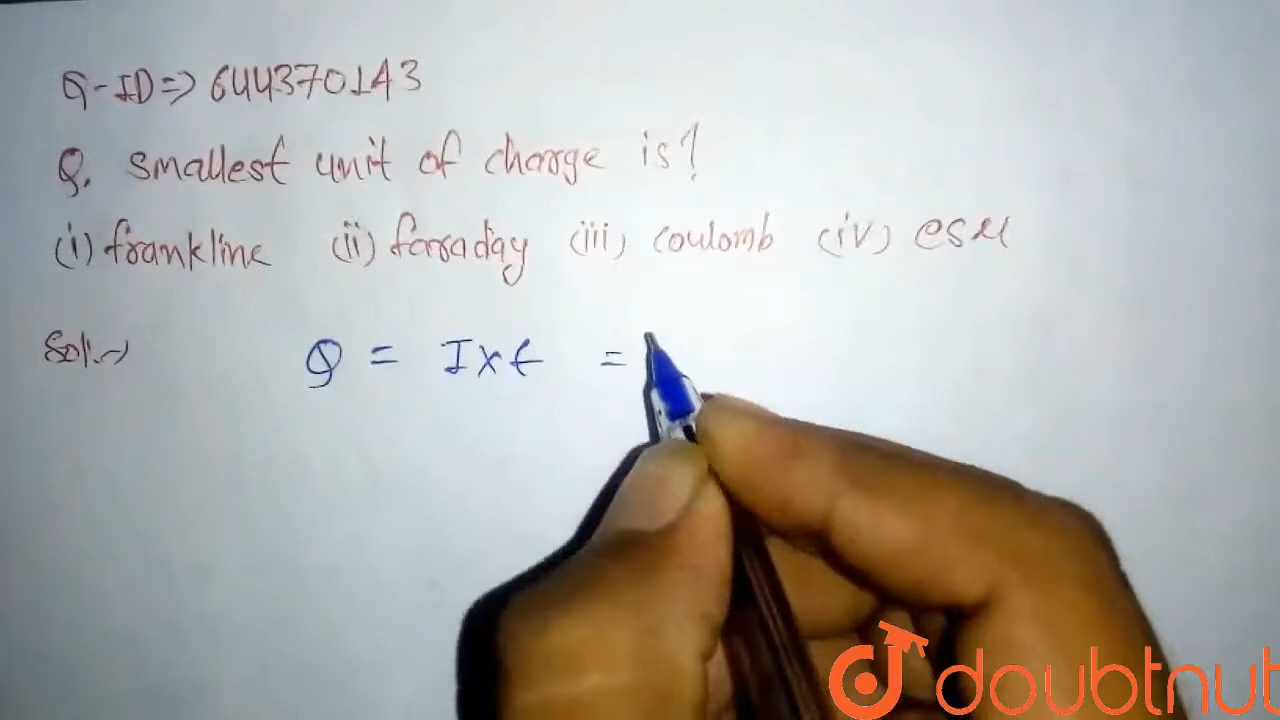 Q-ID=> 644370143
Q. smallest unit of charge is?
(i) frankline (ii) faraday (iii) coulomb (iv) esu
Sol:-> Q = I x t =
doubtnut